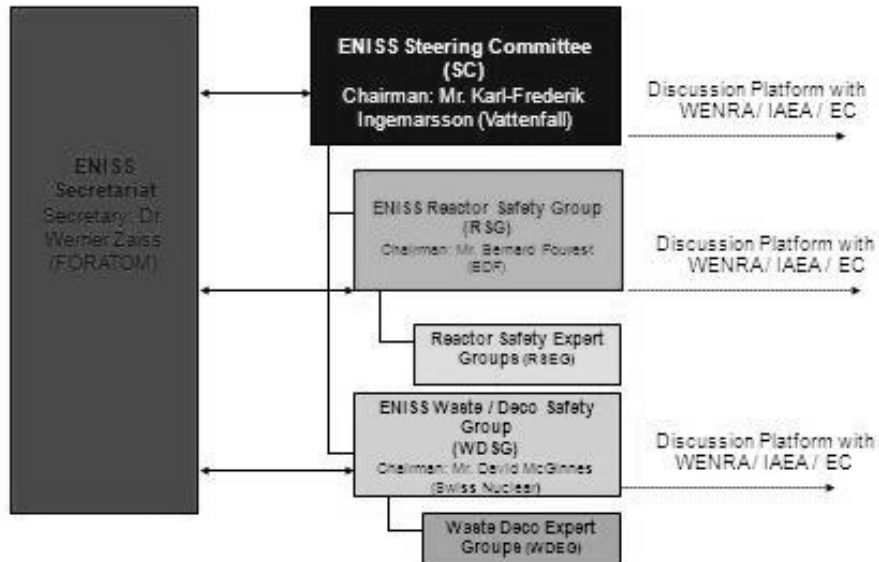 ENISS Steering Committee
(SC)
Chairman: Mr. Karl-Frederik
Ingemarsson (Vattenfall)
Discussion Platform with
WENRA/ IAEA / EC
ENISS
Secretariat
Secretary: Dr.
Werner Zaiss
(FORATOM)
ENISS Reactor Safety Group
(RSG)
Chairman: Mr. Bernard Fourest
(EDF)
Discussion Platform with
WENRA/ IAEA / EC
Reactor Safety Expert
Groups (RSEG)
ENISS Waste / Deco Safety
Group
(WDSG)
Chairman: Mr. David McGinnes
(Swiss Nuclear)
Discussion Platform with
WENRA/ IAEA / EC
Waste Deco Expert
Groups (WDEG)